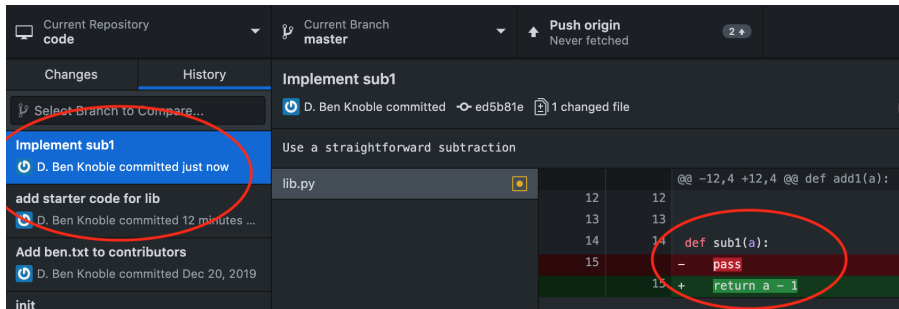 Current Repository
code
Current Branch
master
Push origin
Never fetched
2
Changes
History
Select Branch to Compare...
Implement sub1
D. Ben Knoble committed just now
add starter code for lib
D. Ben Knoble committed 12 minutes ...
Add ben.txt to contributors
D. Ben Knoble committed Dec 20, 2019
init
Implement sub1
D. Ben Knoble committed ed5b81e 1 changed file
Use a straightforward subtraction
lib.py
@@ -12,4 +12,4 @@ def add1(a):
12 12
13 13
14 14 def sub1(a):
15 - pass
15 + return a - 1